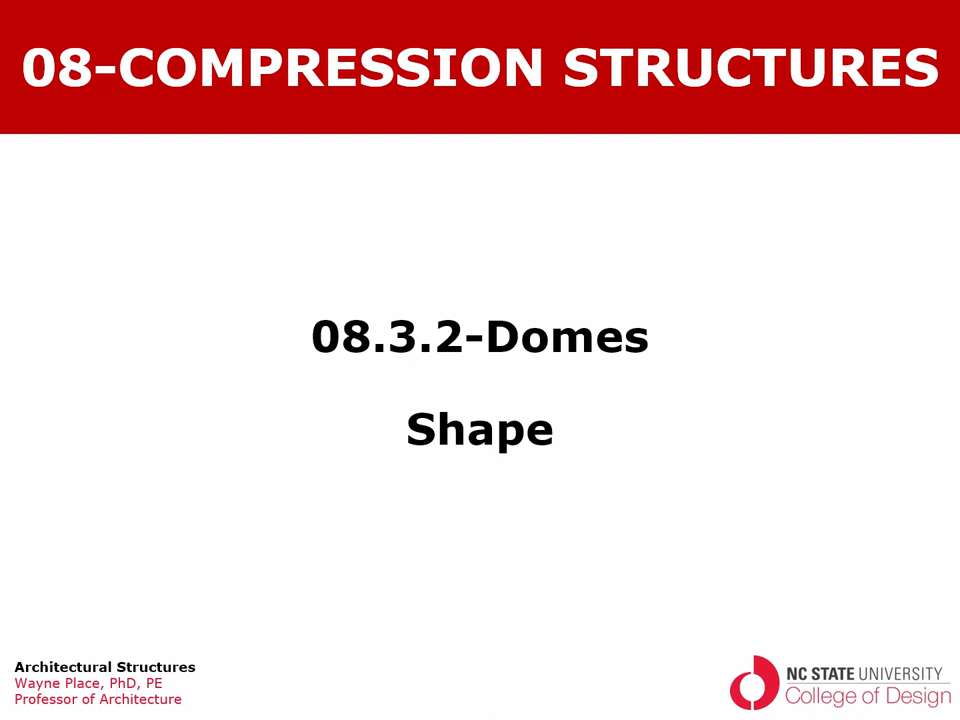 08-COMPRESSION STRUCTURES
08.3.2-Domes
Shape
Architectural Structures
Wayne Place, PhD, PE
Professor of Architecture
NC STATE UNIVERSITY
College of Design